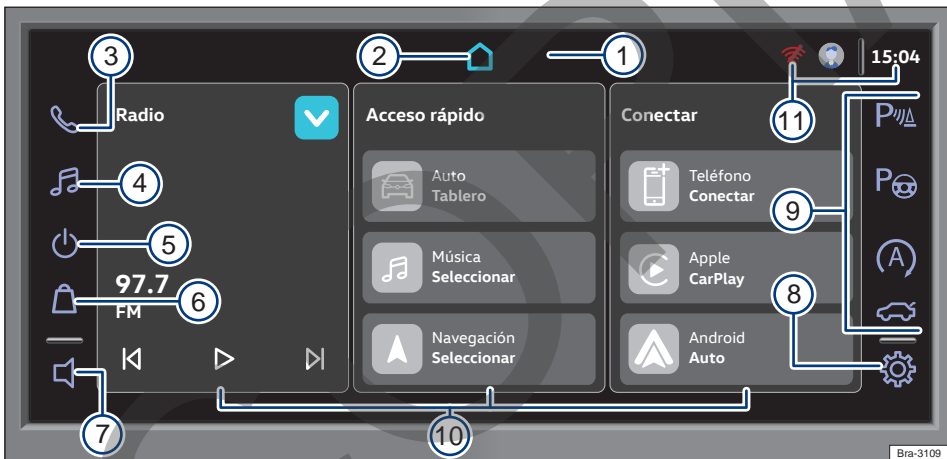 3
2
1
15:04
11
Radio
Acceso rápido
Conectar
P
4
Auto
Tablero
Teléfono
Conectar
P
9
5
97.7
FM
6
Música
Seleccionar
Apple
CarPlay
A
8
Navegación
Seleccionar
Android
Auto
7
10
Bra-3109